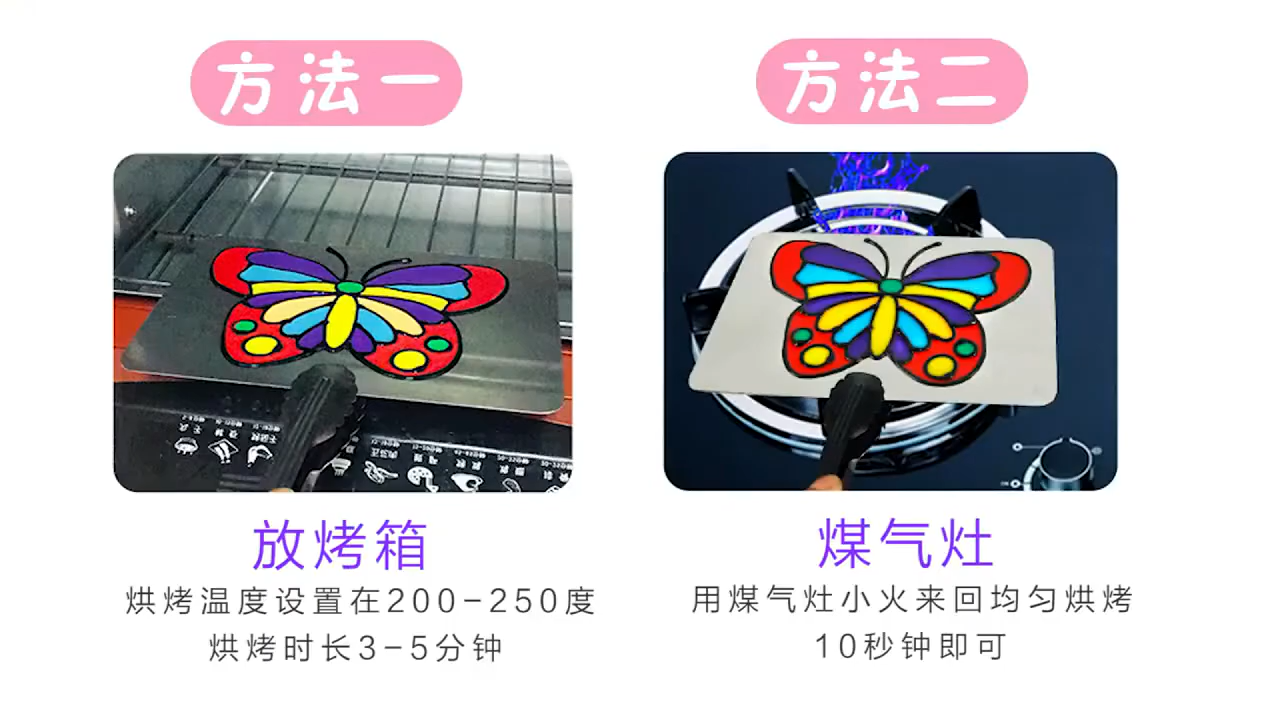 方法一
方法二
放烤箱
烘烤温度设置在200-250度
烘烤时长3-5分钟
煤气灶
用煤气灶小火来回均匀烘烤
10秒钟即可